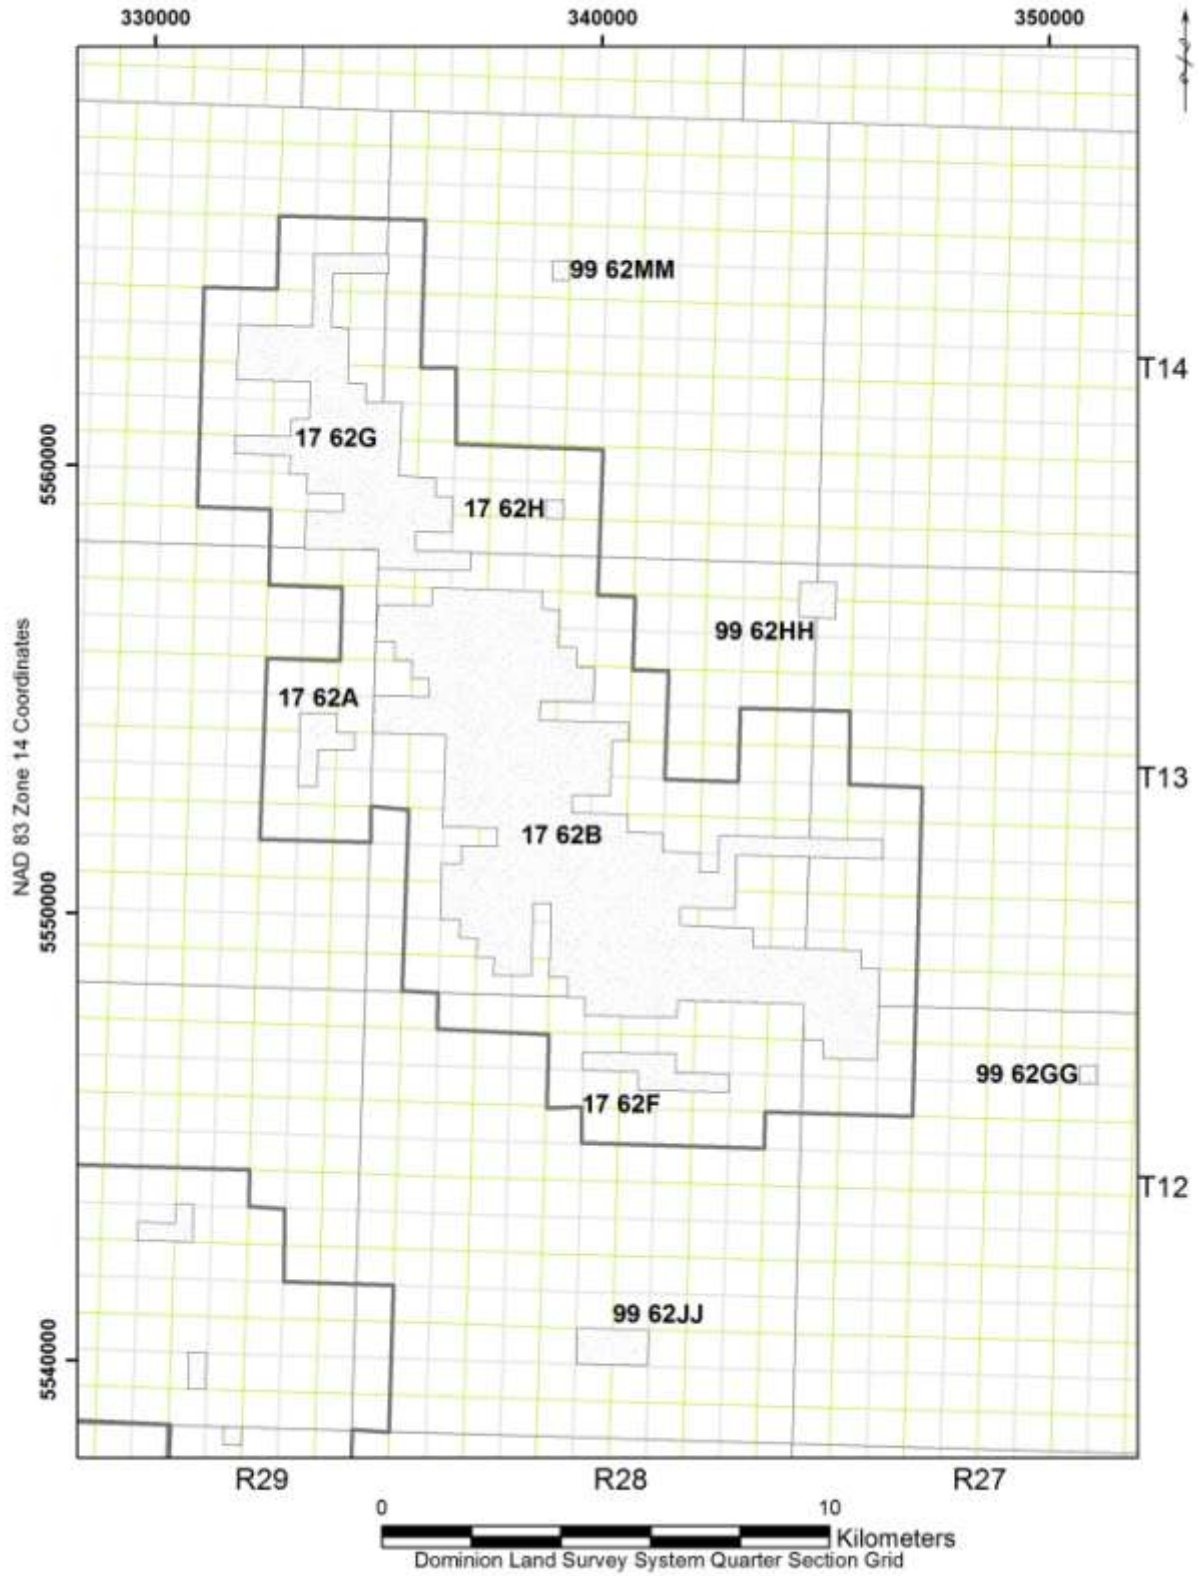 330000
340000
350000
99 62MM
T14
17 62G
5560000
17 62H
99 62HH
NAD 83 Zone 14 Coordinates
17 62A
T13
17 62B
5550000
99 62GG
17 62F
T12
99 62JJ
5540000
R29
R28
R27
0
10
Kilometers
Dominion Land Survey System Quarter Section Grid